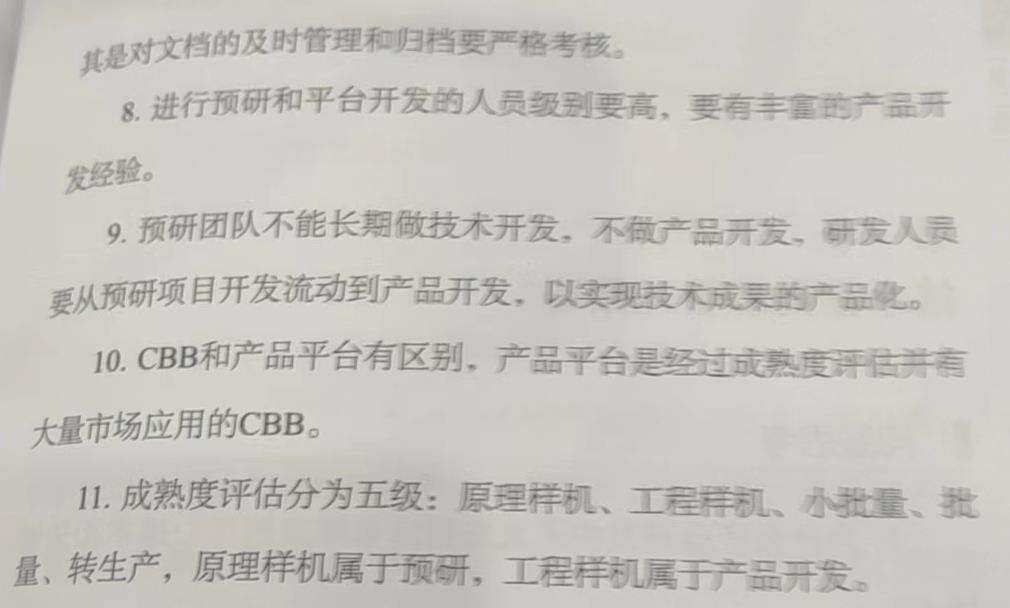 其是对文档的及时管理和归档要严格考核。
8. 进行预研和平台开发的人员级别要高，要有丰富的产品开
发经验。
9. 预研团队不能长期做技术开发，不做产品开发，研发人员
要从预研项目开发流动到产品开发，以实现技术成果的产品化。
10. CBB和产品平台有区别，产品平台是经过成熟度评估并有
大量市场应用的CBB。
11. 成熟度评估分为五级：原理样机、工程样机、小批量、批
量、转生产，原理样机属于预研，工程样机属于产品开发。